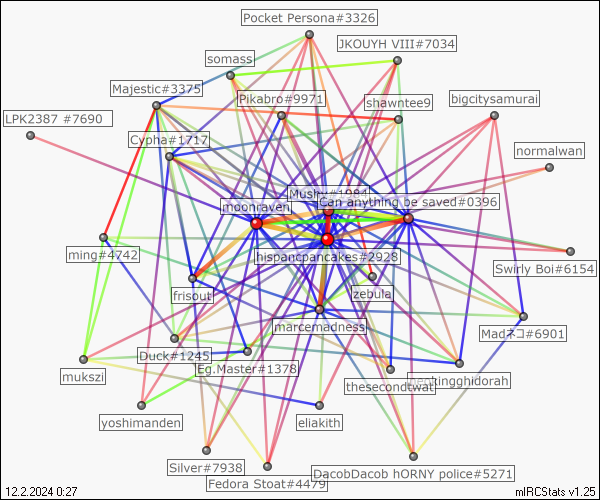 Pocket Persona#3326
JKOUYH VIII#7034
somass
Majestic#3375
Pikabro#9971
shawntee9
bigcitysamurai
LPK2387 #7690
Cypha#1717
normalwan
Mushy#1984
Can anything be saved#0396
moonraven
ming#4742
hispancpancakes#2928
Swirly Boi#6154
frisout
zebula
marcemadness
Madネコ#6901
Duck#1245
Eg.Master#1378
mukszi
thesecondtwat
yoshimanden
eliakith
Silver#7938
Fedora Stoat#4479
DacobDacob hORNY police#5271
12.2.2024 0:27
mIRCStats v1.25